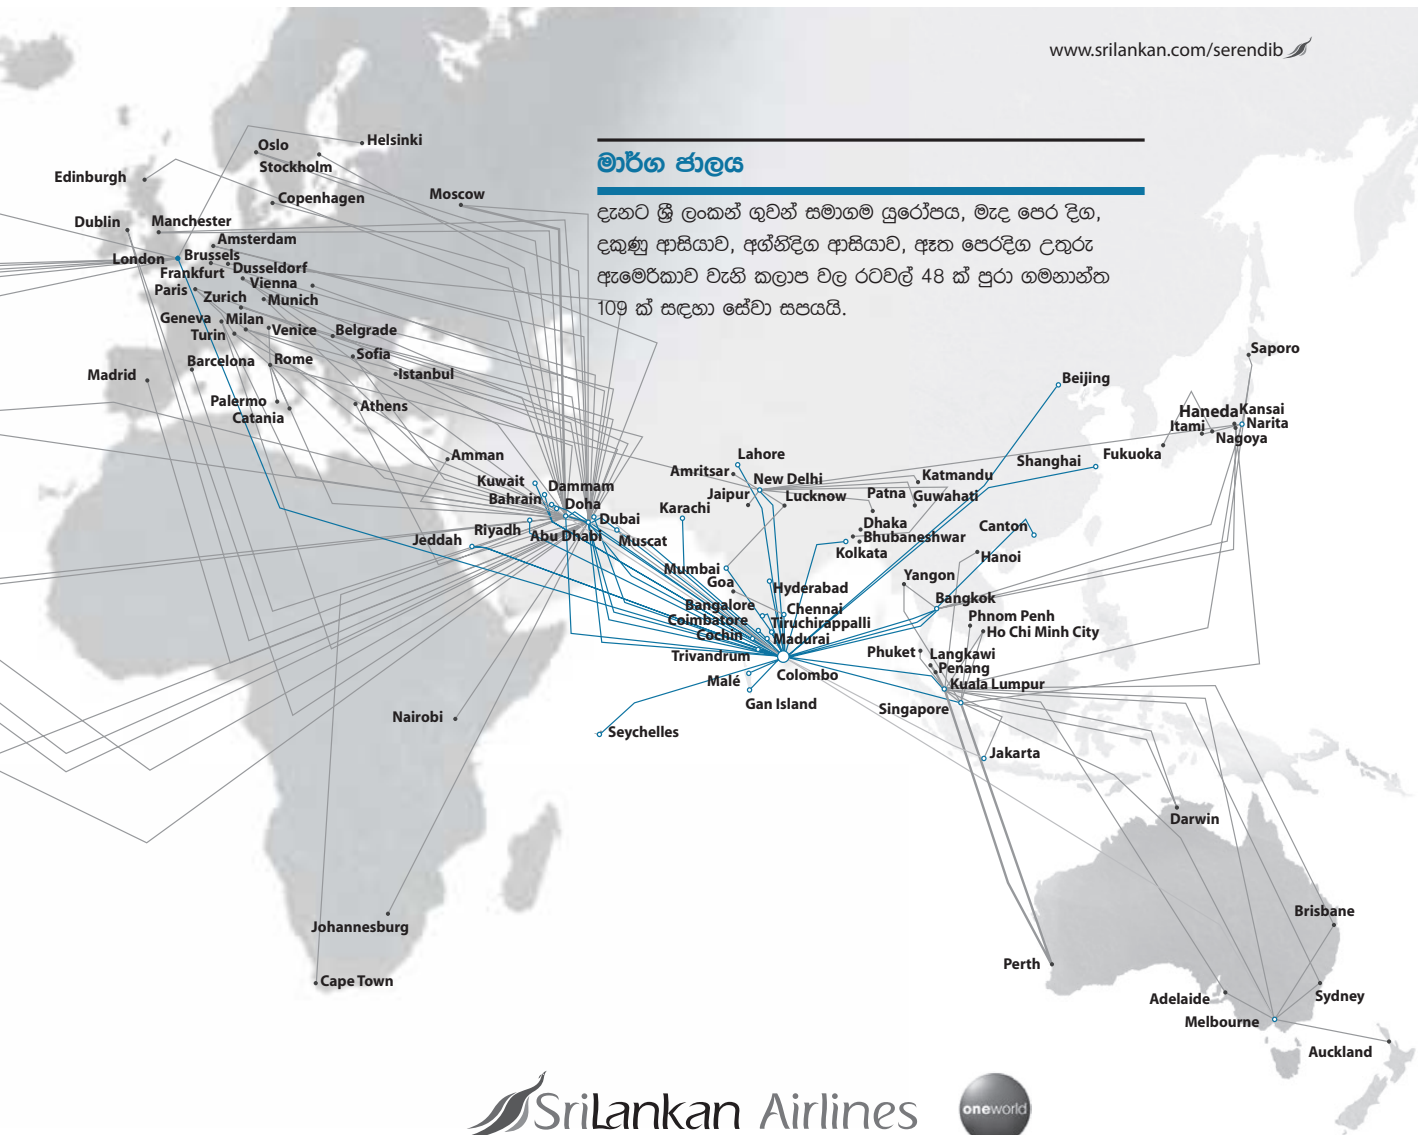 www.srilankan.com/serendib
මාර්ග ජාලය
දැනට ශ්‍රී ලංකන් ගුවන් සමාගම යුරෝපය, මැද පෙර දිග,
දකුණු ආසියාව, අග්නිදිග ආසියාව, ඈත පෙරදිග උතුරු
ඇමෙරිකාව වැනි කලාප වල රටවල් 48 ක් පුරා ගමනාන්ත
109 ක් සඳහා සේවා සපයයි.
Helsinki
Oslo
Stockholm
Edinburgh
Copenhagen
Moscow
Dublin
Manchester
Amsterdam
London
Brussels
Frankfurt
Dusseldorf
Vienna
Paris
Zurich
Munich
Geneva
Milan
Venice
Turin
Belgrade
Barcelona
Rome
Sofia
Madrid
Istanbul
Palermo
Catania
Athens
Amman
Kuwait
Dammam
Bahrain
Doha
Dubai
Riyadh
Abu Dhabi
Muscat
Jeddah
Lahore
Amritsar
New Delhi
Jaipur
Lucknow
Karachi
Katmandu
Patna
Guwahati
Dhaka
Bhubaneshwar
Kolkata
Mumbai
Goa
Hyderabad
Bangalore
Chennai
Coimbatore
Tiruchirappalli
Cochin
Madurai
Trivandrum
Colombo
Malé
Gan Island
Seychelles
Nairobi
Johannesburg
Cape Town
Beijing
Shanghai
Saporo
Haneda
Kansai
Itami
Narita
Nagoya
Fukuoka
Canton
Hanoi
Yangon
Bangkok
Phnom Penh
Ho Chi Minh City
Phuket
Langkawi
Penang
Kuala Lumpur
Singapore
Jakarta
Darwin
Brisbane
Perth
Adelaide
Sydney
Melbourne
Auckland
SriLankan Airlines
oneworld